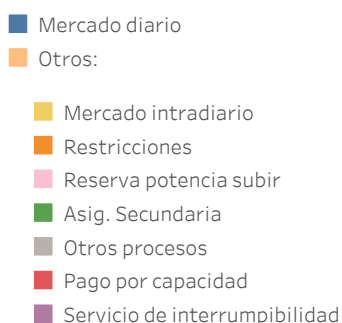 Mercado diario
Otros:
Mercado intradiario
Restricciones
Reserva potencia subir
Asig. Secundaria
Otros procesos
Pago por capacidad
Servicio de interrumpibilidad